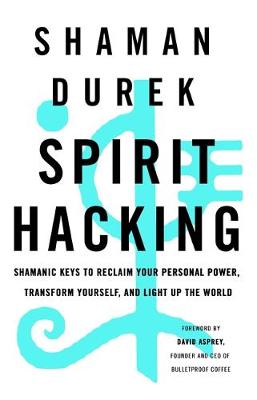 SHAMAN
DUREK
SPIRIT
HACKING
SHAMANIC KEYS TO RECLAIM YOUR PERSONAL POWER,
TRANSFORM YOURSELF, AND LIGHT UP THE WORLD
FOREWORD BY
DAVID ASPREY,
FOUNDER AND CEO OF
BULLETPROOF COFFEE